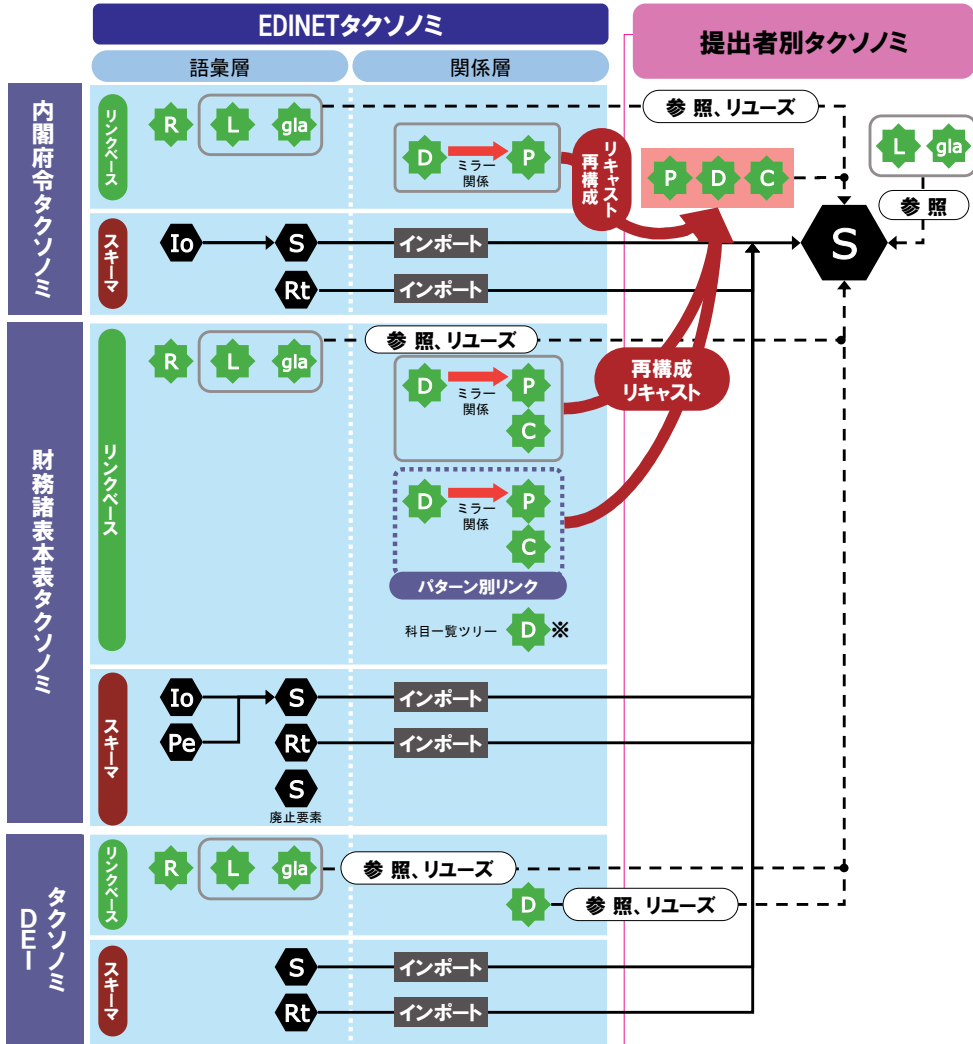 EDINETタクソノミ
提出者別タクソノミ
語彙層
関係層
内閣府令タクソノミ
リンクベース
R
L
gla
参 照、リユーズ
D
ミラー
関係
P
リキャスト
再構成
P
D
C
L
gla
参 照
S
スキーマ
Io
S
インポート
Rt
インポート
財務諸表本表タクソノミ
リンクベース
R
L
gla
参 照、リユーズ
D
ミラー
関係
P
C
再構成
リキャスト
D
ミラー
関係
P
C
パターン別リンク
科目一覧ツリー
D
※
スキーマ
Io
S
インポート
Pe
Rt
インポート
S
廃止要素
タクソノミ
DEI
リンクベース
R
L
gla
参 照、リユーズ
D
参 照、リユーズ
スキーマ
S
インポート
Rt
インポート